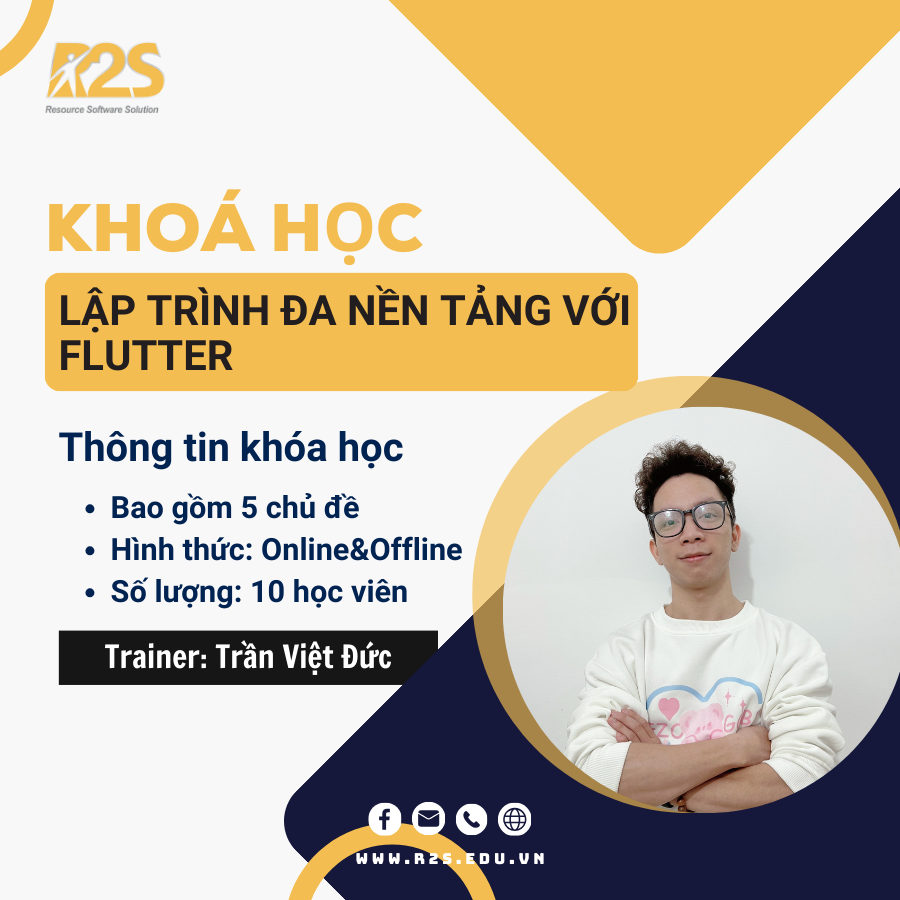 R2S
Resource Software Solution
KHOÁ HỌC
LẬP TRÌNH ĐA NỀN TẢNG VỚI
FLUTTER
Thông tin khóa học
• Bao gồm 5 chủ đề
• Hình thức: Online&Offline
• Số lượng: 10 học viên
Trainer: Trần Việt Đức
WWW.R2S.EDU.VN